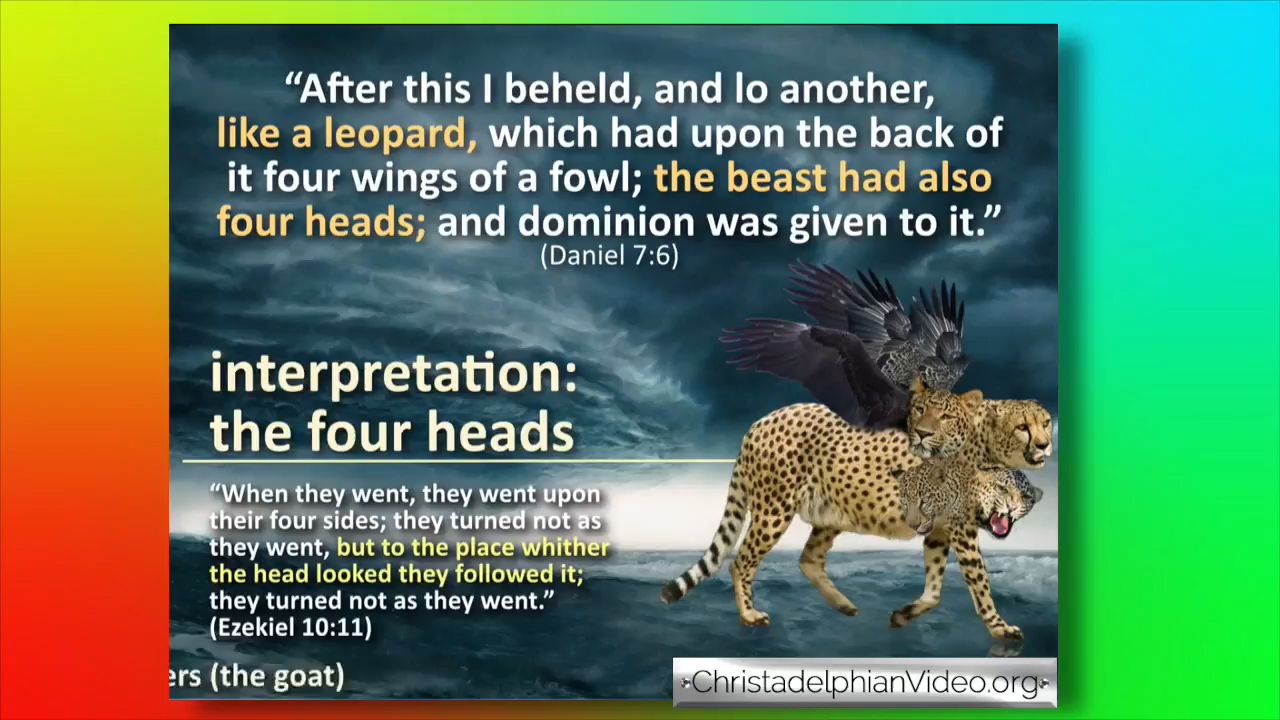 “After this I beheld, and lo another,
like a leopard, which had upon the back of
it four wings of a fowl; the beast had also
four heads; and dominion was given to it.”
(Daniel 7:6)
interpretation:
the four heads
“When they went, they went upon
their four sides; they turned not as
they went, but to the place whither
the head looked they followed it;
they turned not as they went.”
(Ezekiel 10:11)
ers (the goat)
ChristadelphianVideo.org